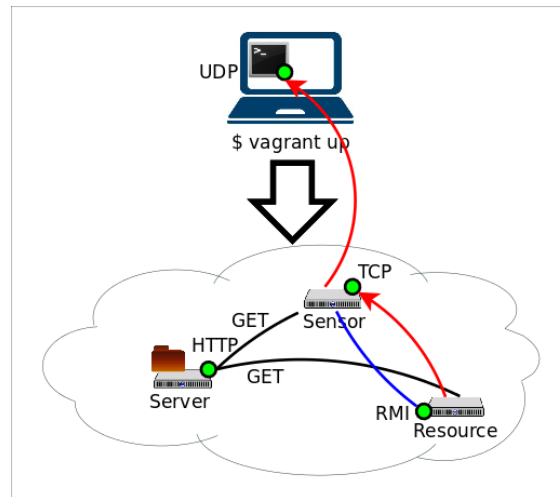 >_
UDP
$ vagrant up
TCP
GET
Sensor
HTTP
GET
Server
RMI
Resource